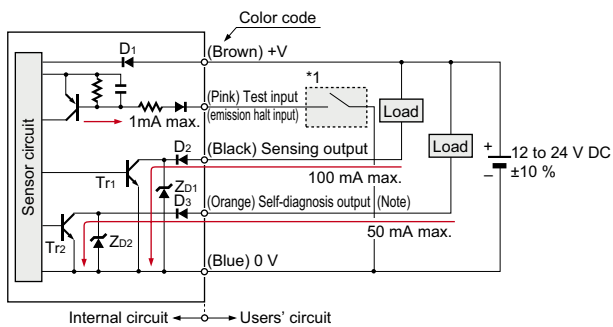 Color code
D1
(Brown) +V
*1
(Pink) Test input
(emission halt input)
1mA max.
Load
Load
Sensor circuit
D2
(Black) Sensing output
+
12 to 24 V DC
–
±10 %
Tr1
ZD1
100 mA max.
D3
(Orange) Self-diagnosis output (Note)
Tr2
ZD2
50 mA max.
(Blue) 0 V
Internal circuit
Users' circuit